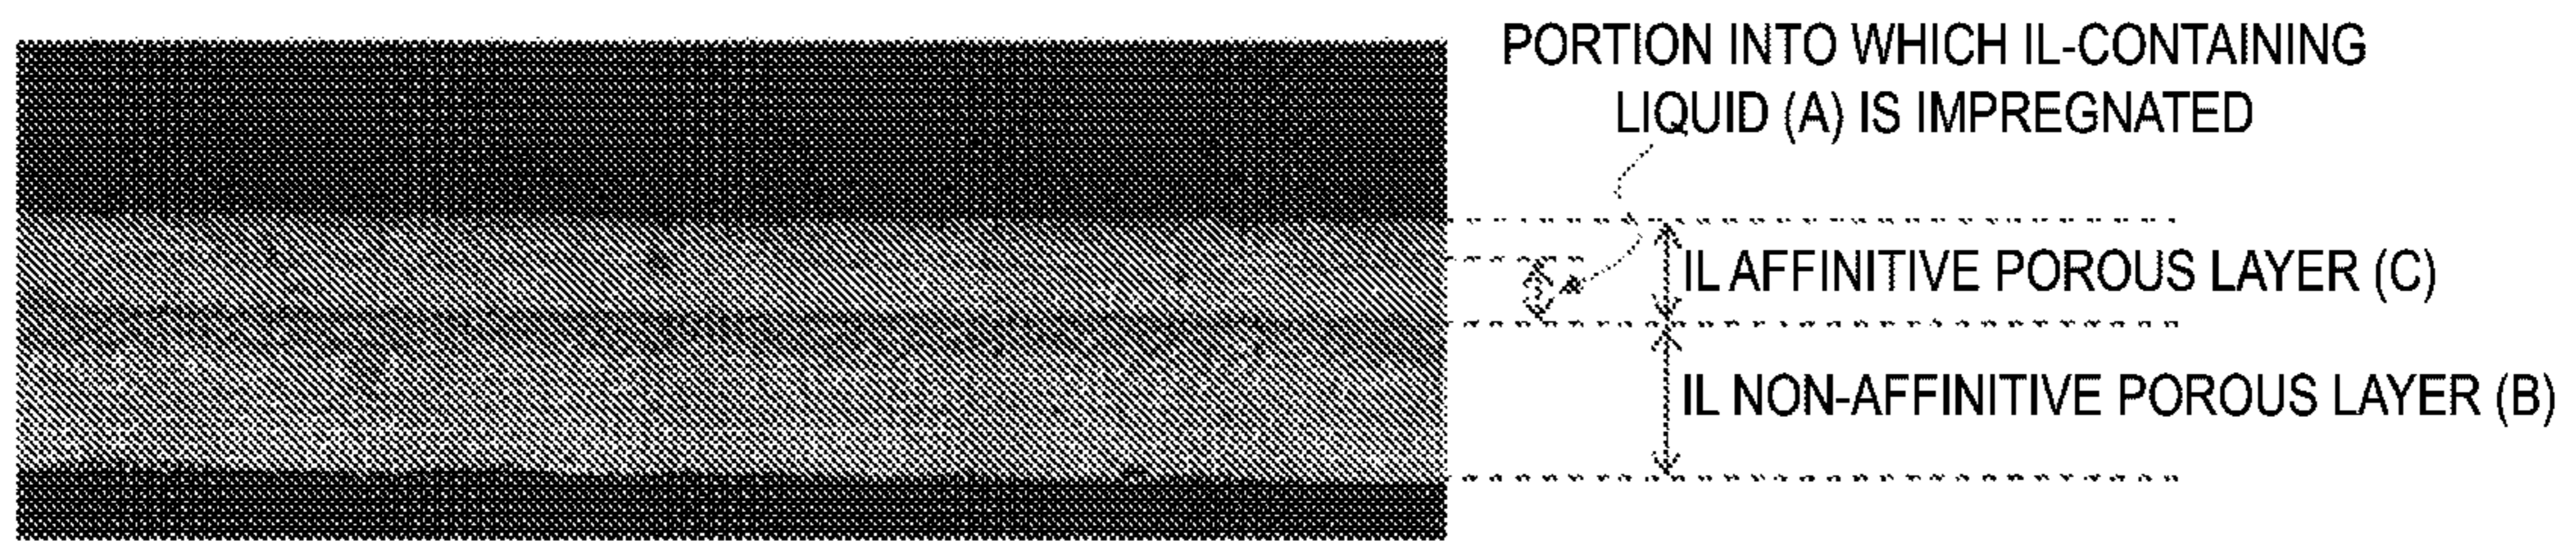 PORTION INTO WHICH IL-CONTAINING
LIQUID (A) IS IMPREGNATED
IL AFFINITIVE POROUS LAYER (C)
IL NON-AFFINITIVE POROUS LAYER (B)